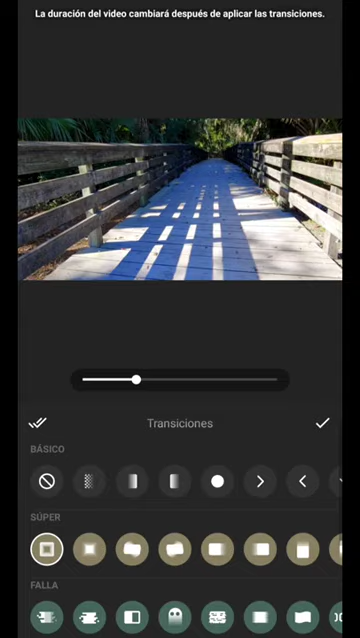 La duración del video cambiará después de aplicar las transiciones.
Transiciones
BÁSICO
SÚPER
FALLA